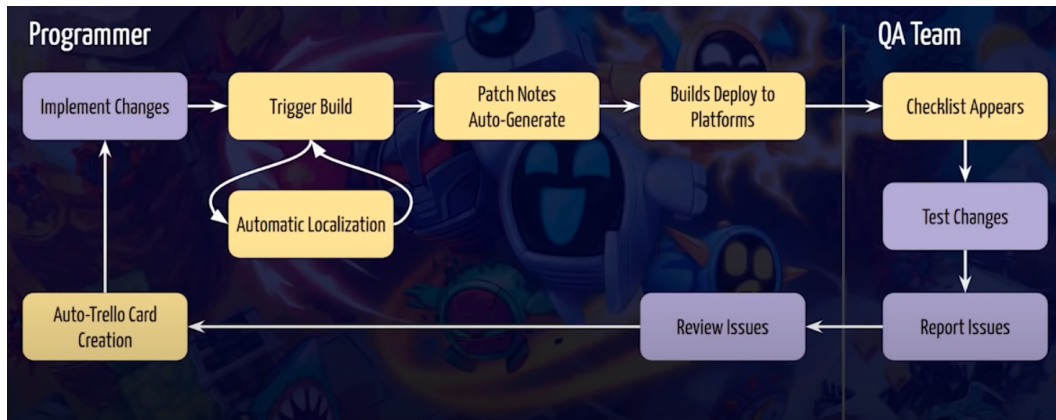 Programmer
QA Team
Implement Changes
Trigger Build
Patch Notes
Auto-Generate
Builds Deploy to
Platforms
Checklist Appears
Automatic Localization
Test Changes
Auto-Trello Card
Creation
Review Issues
Report Issues